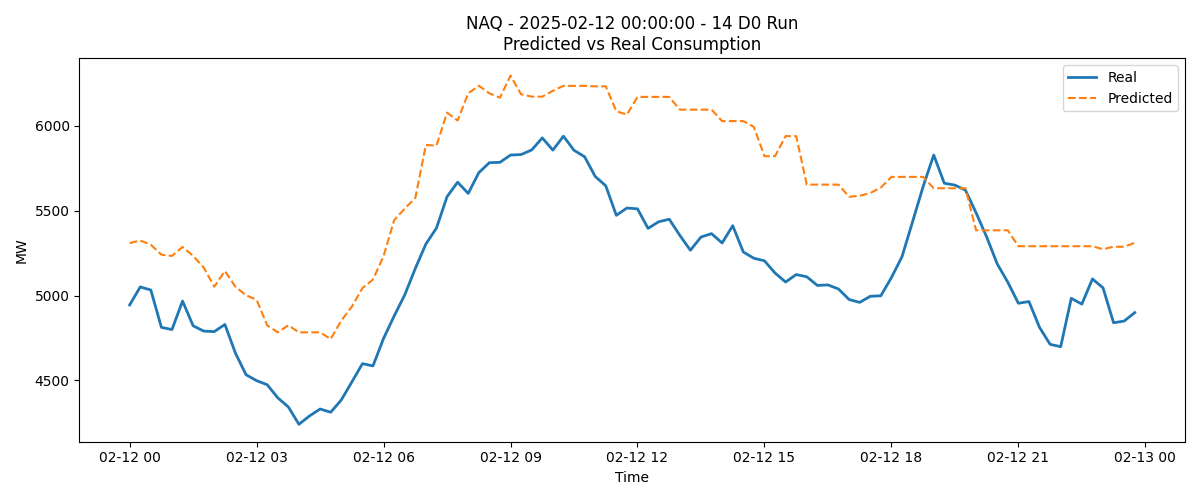 NAQ - 2025-02-12 00:00:00 - 14 D0 Run
Predicted vs Real Consumption
Real
Predicted
MW
6000
5500
5000
4500
02-12 00
02-12 03
02-12 06
02-12 09
02-12 12
02-12 15
02-12 18
02-12 21
02-13 00
Time